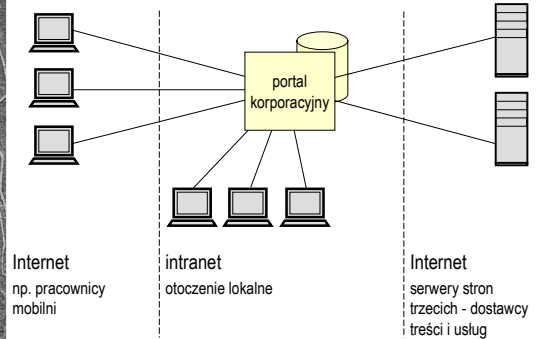 portal
korporacyjny
Internet
np. pracownicy
mobilni
intranet
otoczenie lokalne
Internet
serwery stron
trzecich - dostawcy
treści i usług